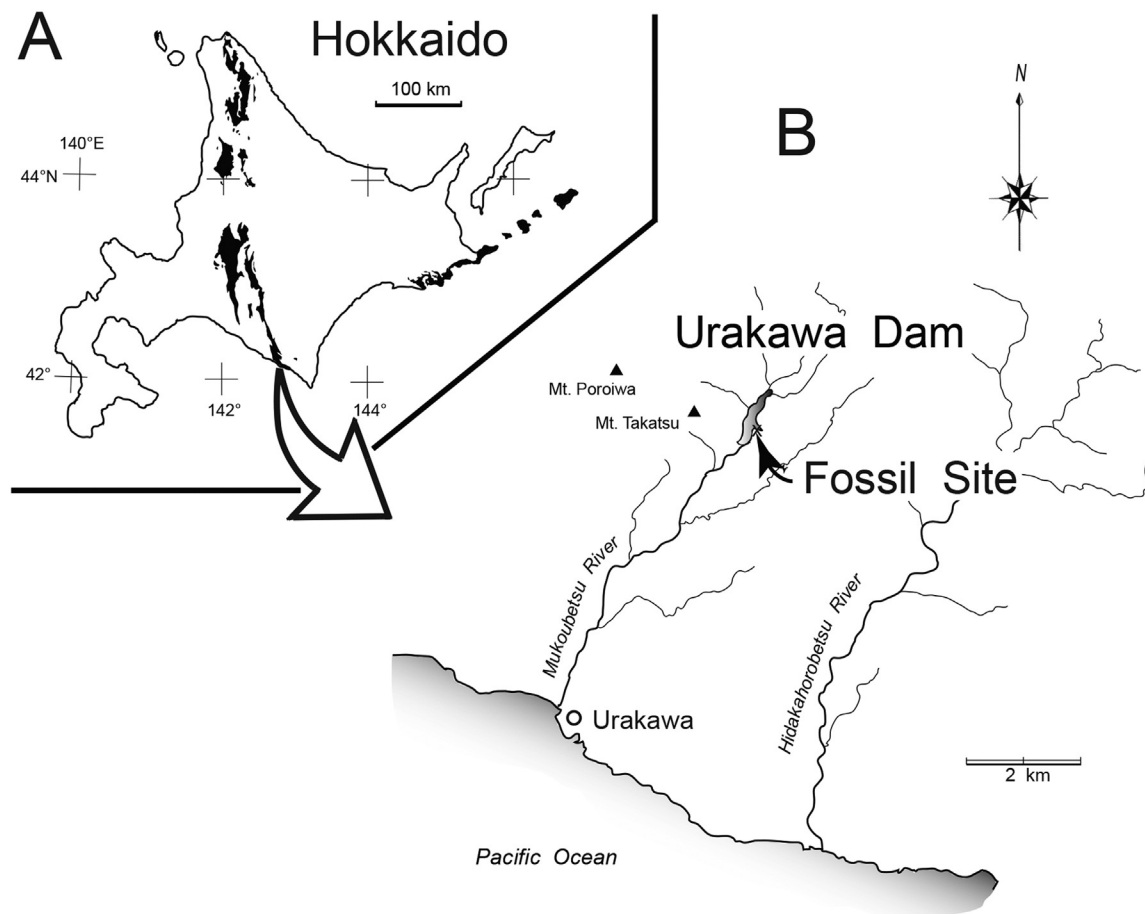 A
Hokkaido
100 km
140°E
44°N
42°
142°
144°
B
N
Urakawa Dam
Mt. Poroiwa
Mt. Takatsu
Fossil Site
Mukoubetsu River
Hidakahorobetsu River
Urakawa
2 km
Pacific Ocean